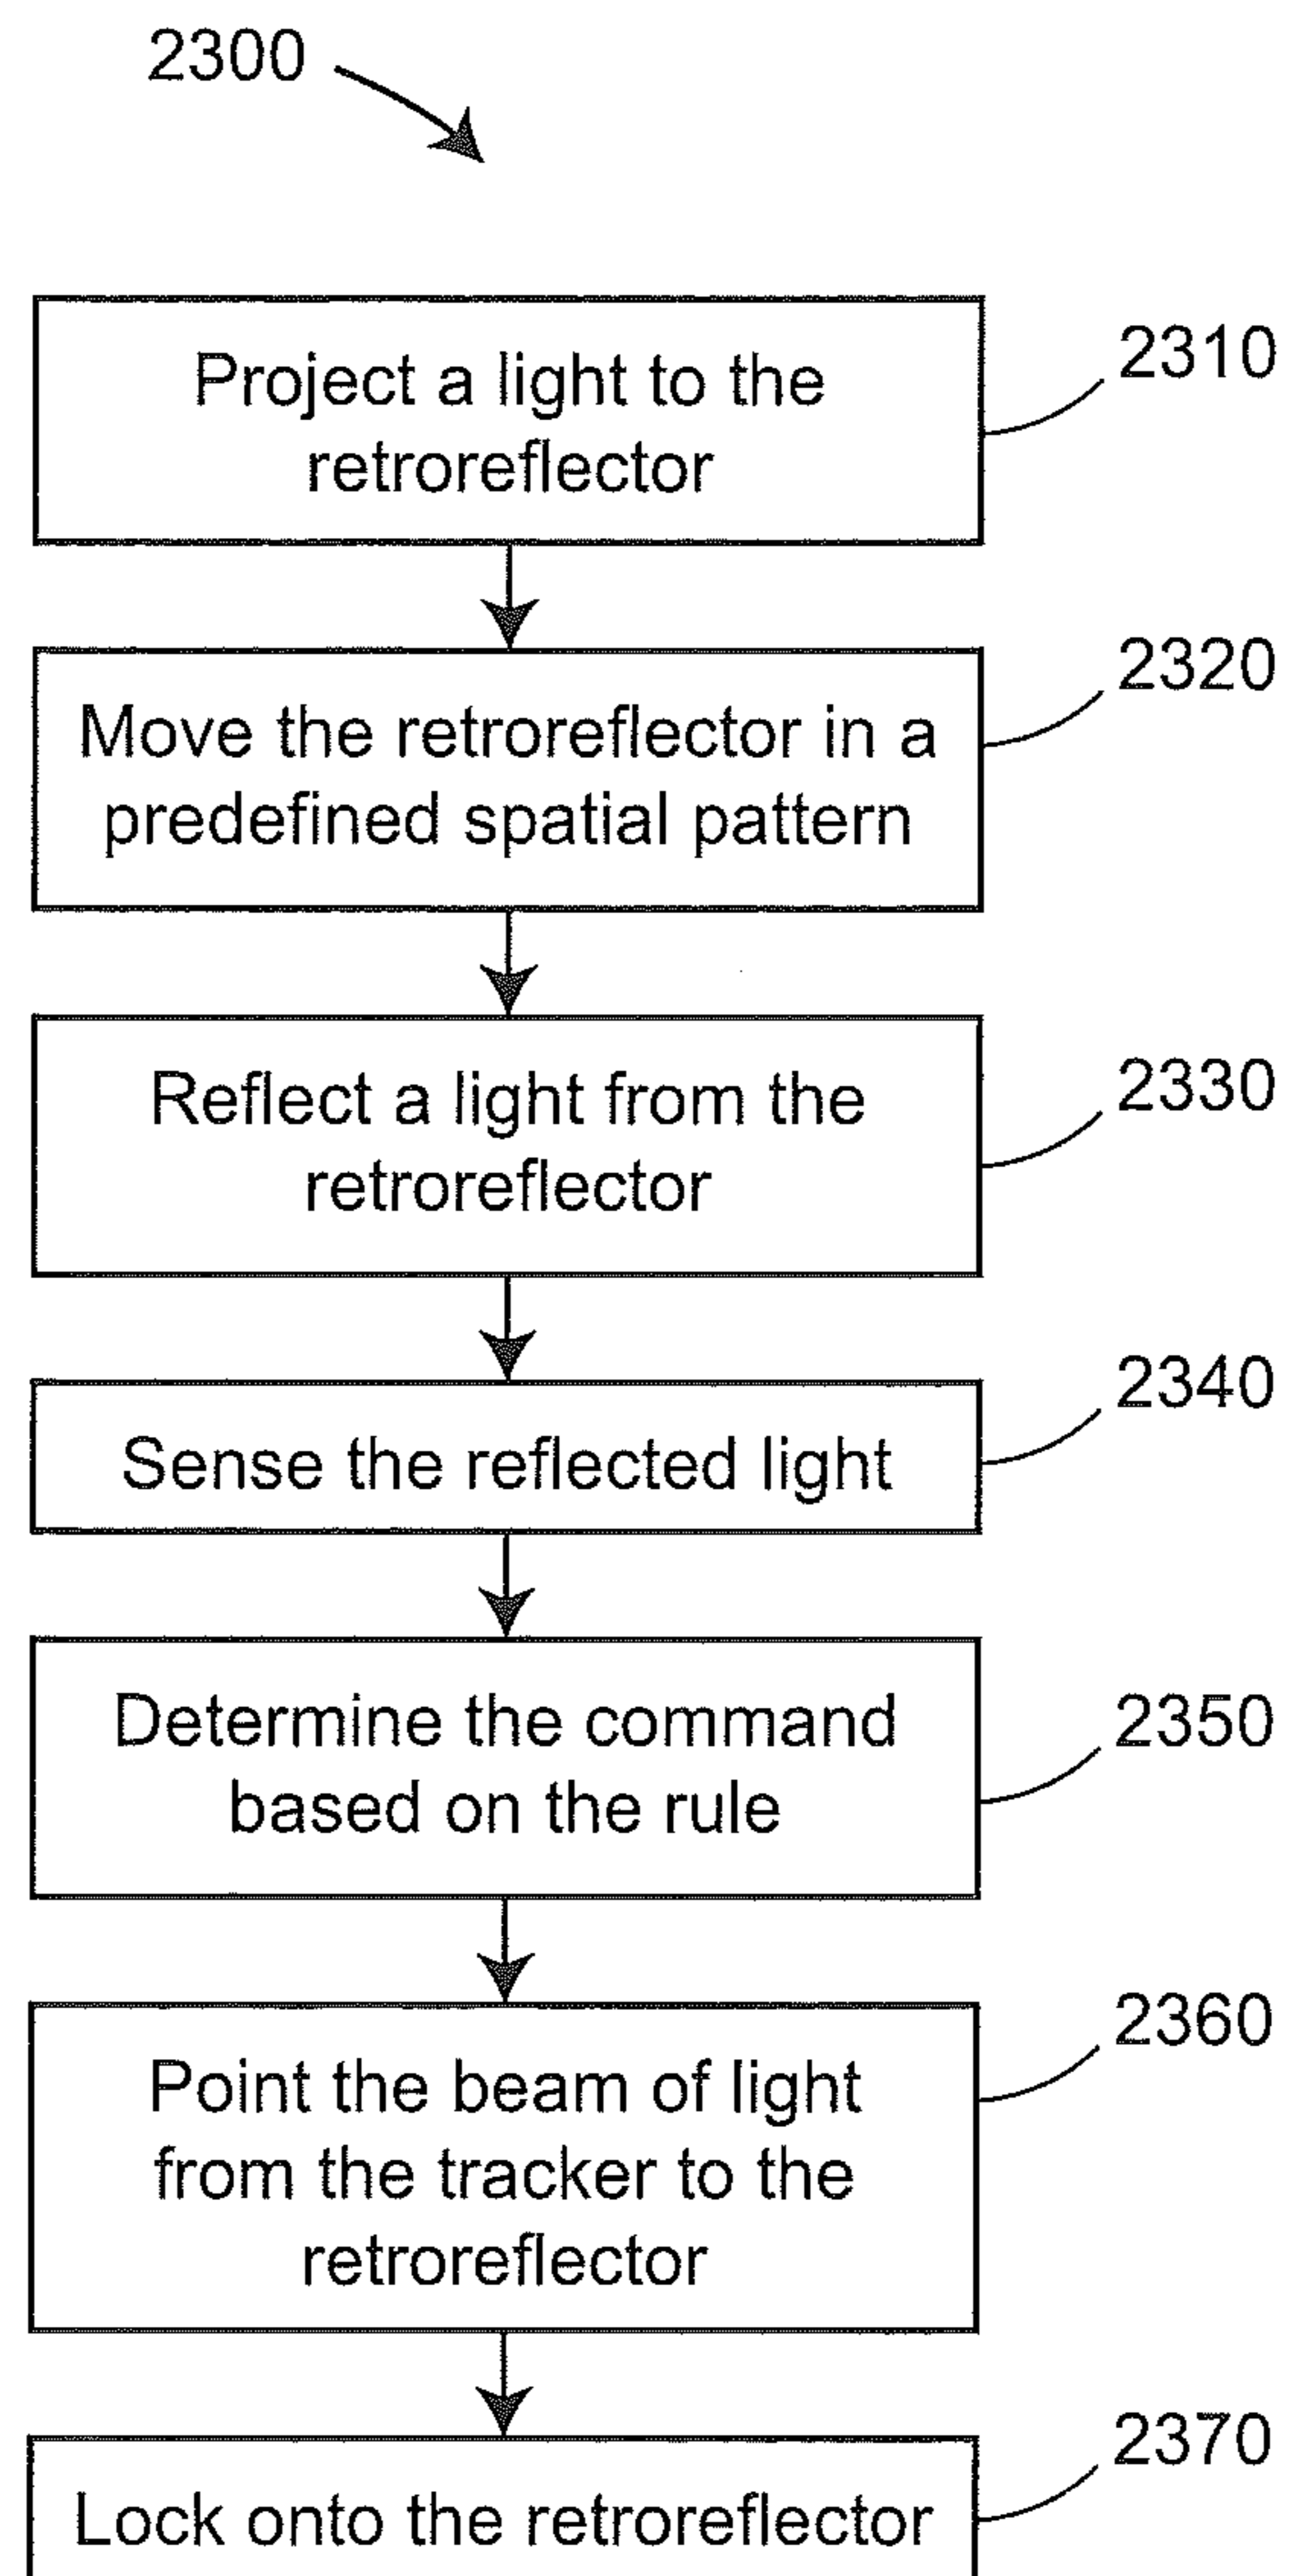 2300
Project a light to the
retroreflector
2310
Move the retroreflector in a
predefined spatial pattern
2320
Reflect a light from the
retroreflector
2330
Sense the reflected light
2340
Determine the command
based on the rule
2350
Point the beam of light
from the tracker to the
retroreflector
2360
Lock onto the retroreflector
2370